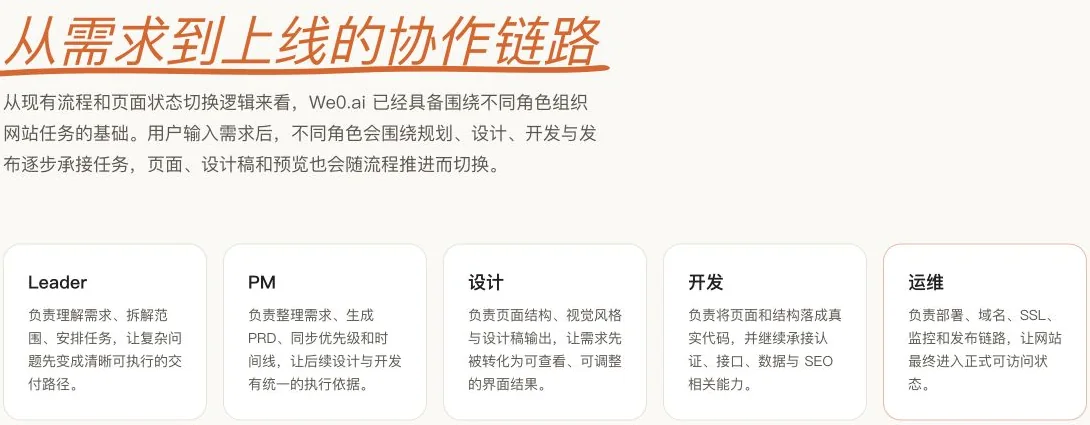 从需求到上线的协作链路
从现有流程和页面状态切换逻辑来看，We0.ai 已经具备围绕不同角色组织
网站任务的基础。用户输入需求后，不同角色会围绕规划、设计、开发与发
布逐步承接任务，页面、设计稿和预览也会随流程推进而切换。
Leader
负责理解需求、拆解范
围、安排任务，让复杂问
题先变成清晰可执行的交
付路径。
PM
负责整理需求、生成
PRD、同步优先级和时
间线，让后续设计与开发
有统一的执行依据。
设计
负责页面结构、视觉风格
与设计稿输出，让需求先
被转化为可查看、可调整
的界面结果。
开发
负责将页面和结构落成真
实代码，并继续承接认
证、接口、数据与 SEO
相关能力。
运维
负责部署、域名、SSL、
监控和发布链路，让网站
最终进入正式可访问状
态。